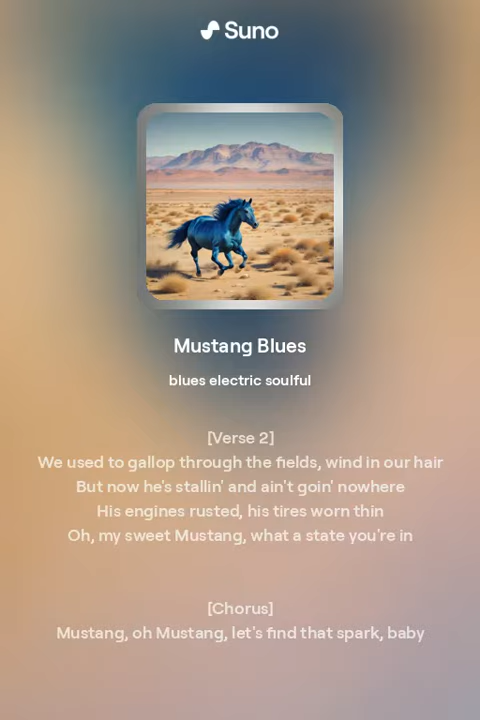 Suno
Mustang Blues
blues electric soulful
[Verse 2]
We used to gallop through the fields, wind in our hair
But now he's stallin' and ain't goin' nowhere
His engines rusted, his tires worn thin
Oh, my sweet Mustang, what a state you're in
[Chorus]
Mustang, oh Mustang, let's find that spark, baby